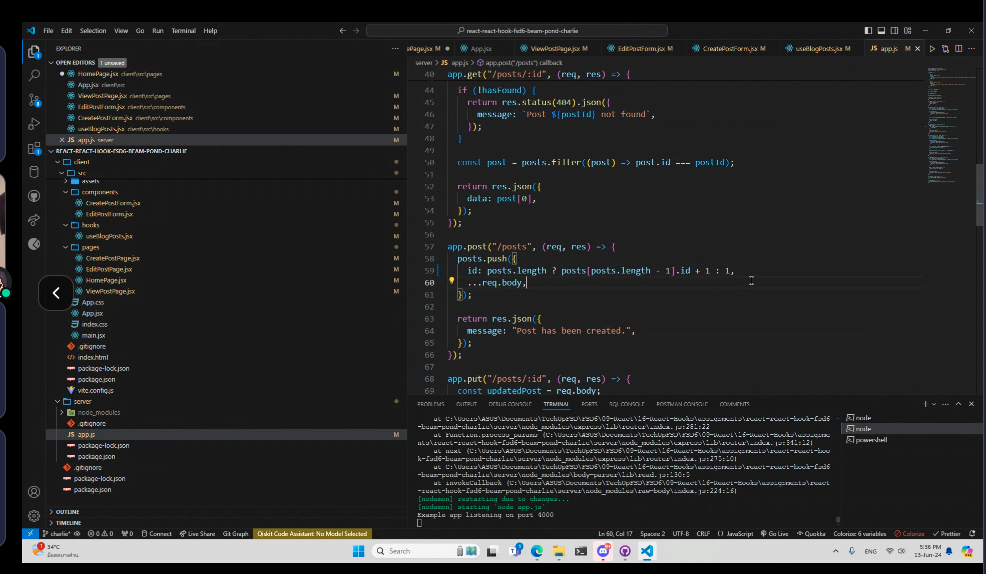 File Edit Selection View Go Run Terminal Help
react-react-hook-fsd6-beam-pond-charlie
EXPLORER
OPEN EDITORS 1 unsaved
HomePage.jsx client\src\pages M
App.jsx client\src
ViewPostPage.jsx client\src\pages M
EditPostForm.jsx client\src\components M
CreatePostForm.jsx client\src\components M
useBlogPosts.jsx client\src\hooks M
app.js server M
REACT-REACT-HOOK-FSD6-BEAM-POND-CHARLIE
client
src
assets
components
CreatePostForm.jsx M
EditPostForm.jsx M
hooks
useBlogPosts.jsx M
pages
CreatePostPage.jsx M
EditPostPage.jsx M
HomePage.jsx M
ViewPostPage.jsx M
App.css
App.jsx
index.css
main.jsx
.gitignore
index.html
package-lock.json
package.json
vite.config.js
server
node_modules
.gitignore
app.js M
package-lock.json
package.json
.gitignore
package-lock.json
package.json
OUTLINE
TIMELINE
ePage.jsx M App.jsx ViewPostPage.jsx M EditPostForm.jsx M CreatePostForm.jsx M useBlogPosts.jsx M app.js M
server > app.js > app.post("/posts") callback
40 app.get("/posts/:id", (req, res) => {
44 if (!hasFound) {
45 return res.status(404).json({
46 message: `Post ${postId} not found`,
47 });
48 }
49
50 const post = posts.filter((post) => post.id === postId);
51
52 return res.json({
53 data: post[0],
54 });
55 });
56
57 app.post("/posts", (req, res) => {
58 posts.push({
59 id: posts.length ? posts[posts.length - 1].id + 1 : 1,
60 ...req.body,
61 });
62
63 return res.json({
64 message: "Post has been created.",
65 });
66 });
67
68 app.put("/posts/:id", (req, res) => {
const updatedPost = req.body;
PROBLEMS OUTPUT DEBUG CONSOLE TERMINAL PORTS SQL CONSOLE POSTMAN CONSOLE COMMENTS
at C:\Users\ASUS\Documents\TechUpFSD\FSD6\09-React\16-React-Hooks\assignments\react-react-hook-fsd6
-beam-pond-charlie\server\node_modules\express\lib\router\index.js:281:22
at Function.process_params (C:\Users\ASUS\Documents\TechUpFSD\FSD6\09-React\16-React-Hooks\assignme
nts\react-react-hook-fsd6-beam-pond-charlie\server\node_modules\express\lib\router\index.js:341:12)
at next (C:\Users\ASUS\Documents\TechUpFSD\FSD6\09-React\16-React-Hooks\assignments\react-react-hoo
k-fsd6-beam-pond-charlie\server\node_modules\express\lib\router\index.js:275:10)
at C:\Users\ASUS\Documents\TechUpFSD\FSD6\09-React\16-React-Hooks\assignments\react-react-hook-fsd6
-beam-pond-charlie\server\node_modules\body-parser\lib\read.js:130:5
at invokeCallback (C:\Users\ASUS\Documents\TechUpFSD\FSD6\09-React\16-React-Hooks\assignments\react
-react-hook-fsd6-beam-pond-charlie\server\node_modules\raw-body\index.js:224:16)
[nodemon] restarting due to changes...
[nodemon] starting `node app.js`
Example app listening on port 4000
node
node
powershell
charlie* 0 0 0 Connect Live Share Git Graph Qiskit Code Assistant: No Model Selected Ln 60, Col 17 Spaces: 2 UTF-8 CRLF {} JavaScript Go Live Quokka Colorize: 6 variables Colorize Prettier
34°C
Search
ENG
5:36 PM
13-Jun-24